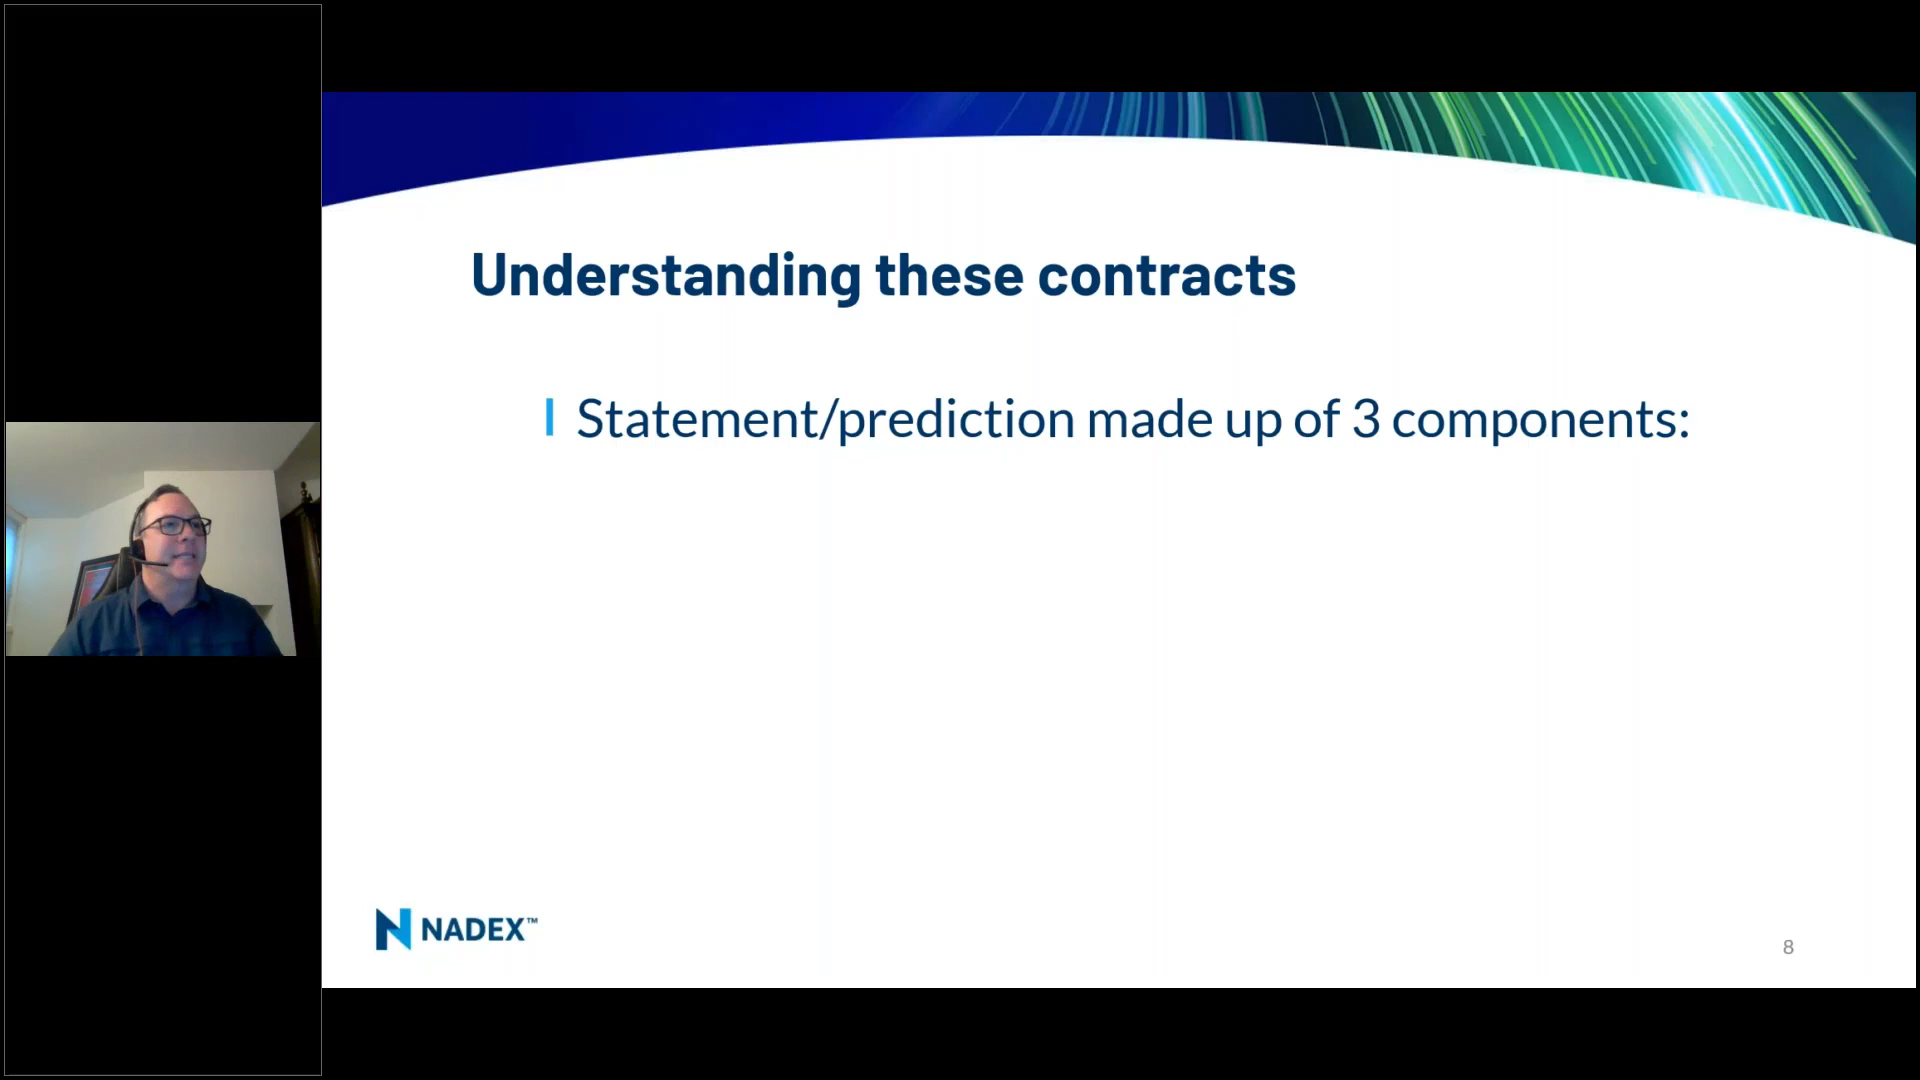 Understanding these contracts
Statement/prediction made up of 3 components:
NADEX™
8